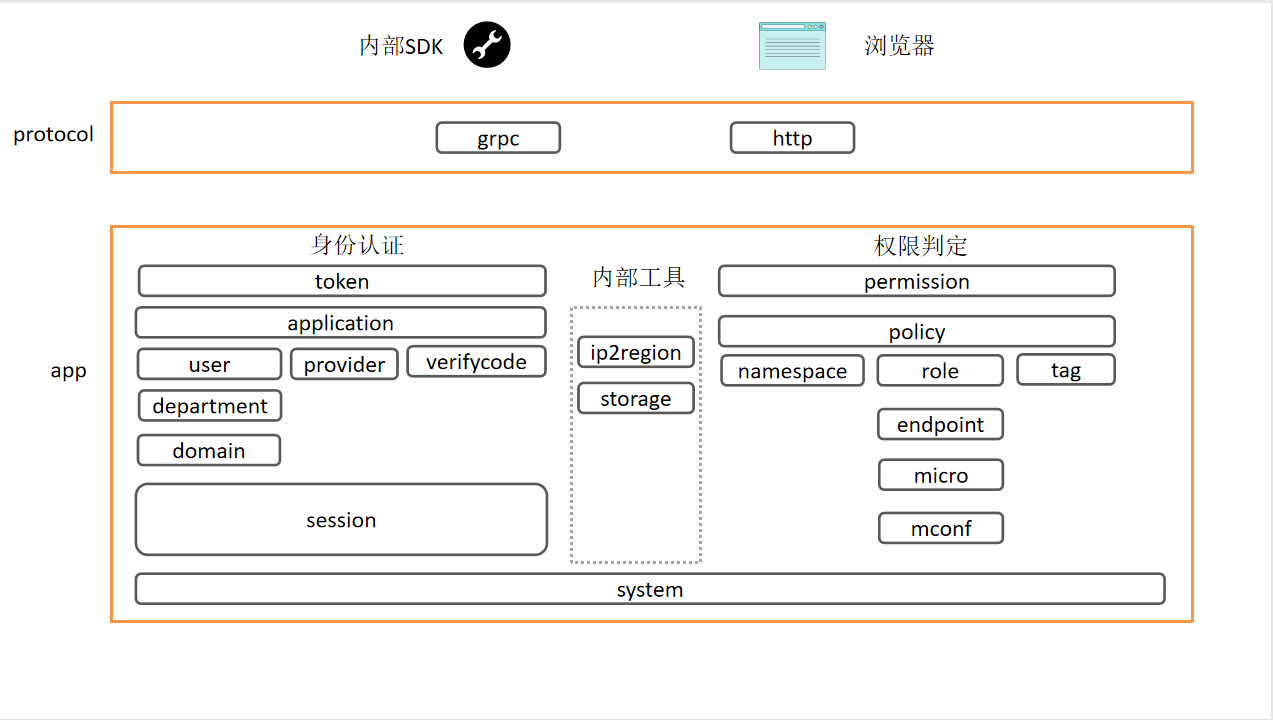 内部SDK
浏览器
protocol
grpc
http
app
身份认证
token
application
user
provider
verifycode
department
domain
session
内部工具
ip2region
storage
权限判定
permission
policy
namespace
role
tag
endpoint
micro
mconf
system